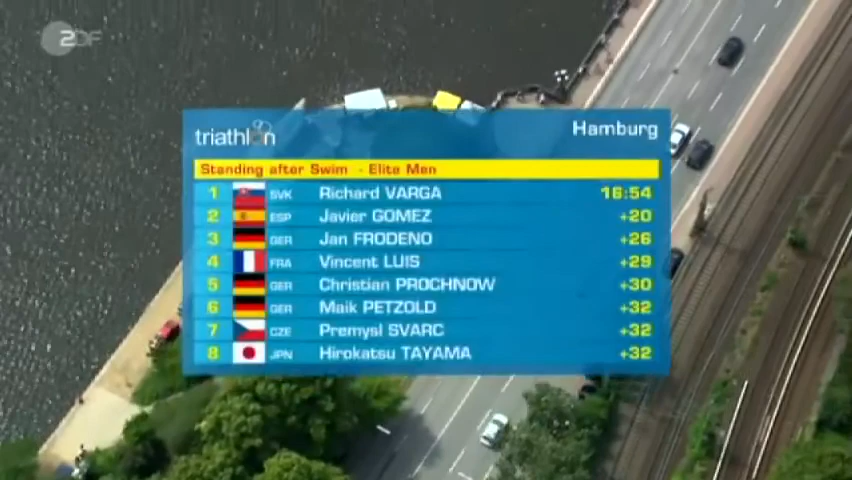 ZDF
triathlon
Hamburg
Standing after Swim - Elite Men
1 SVK Richard VARGA 16:54
2 ESP Javier GOMEZ +20
3 GER Jan FRODENO +26
4 FRA Vincent LUIS +29
5 GER Christian PROCHNOW +30
6 GER Maik PETZOLD +32
7 CZE Premysl SVARC +32
8 JPN Hirokatsu TAYAMA +32